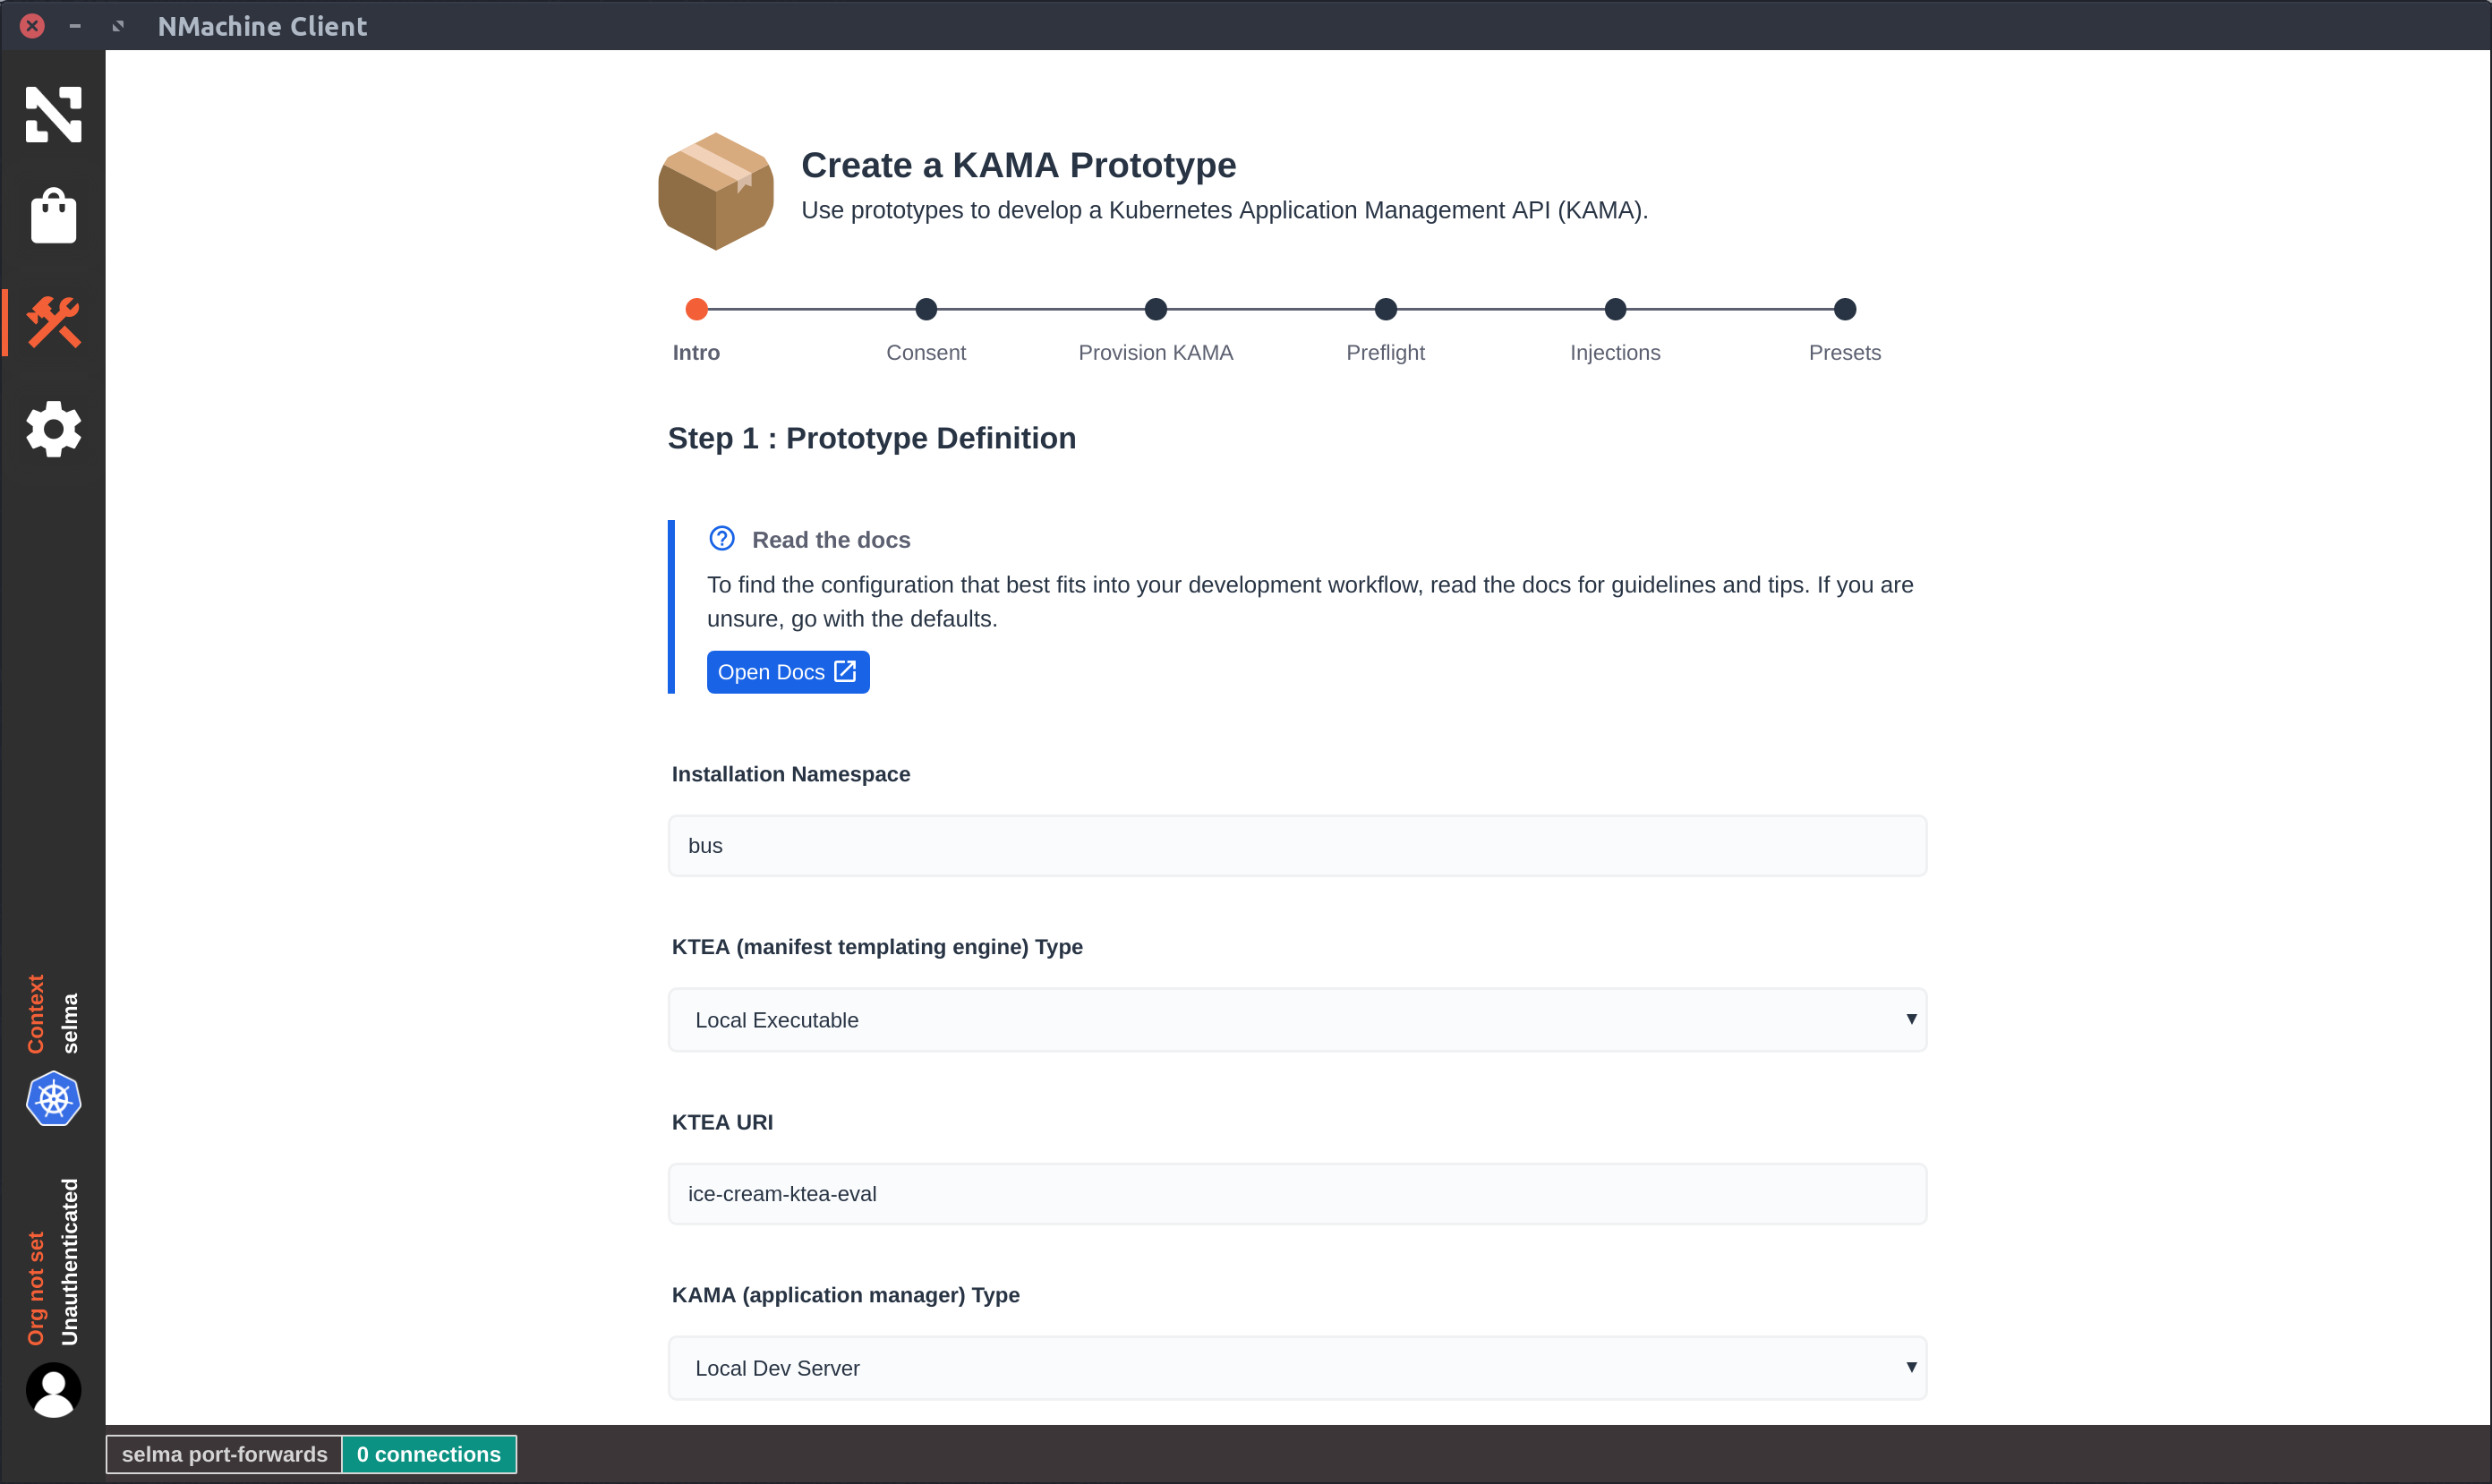 NMachine Client
Create a KAMA Prototype
Use prototypes to develop a Kubernetes Application Management API (KAMA).
Intro
Consent
Provision KAMA
Preflight
Injections
Presets
Step 1 : Prototype Definition
Read the docs
To find the configuration that best fits into your development workflow, read the docs for guidelines and tips. If you are
unsure, go with the defaults.
Open Docs
Installation Namespace
bus
KTEA (manifest templating engine) Type
Local Executable
KTEA URI
ice-cream-ktea-eval
KAMA (application manager) Type
Local Dev Server
Context
selma
Org not set
Unauthenticated
selma port-forwards
0 connections